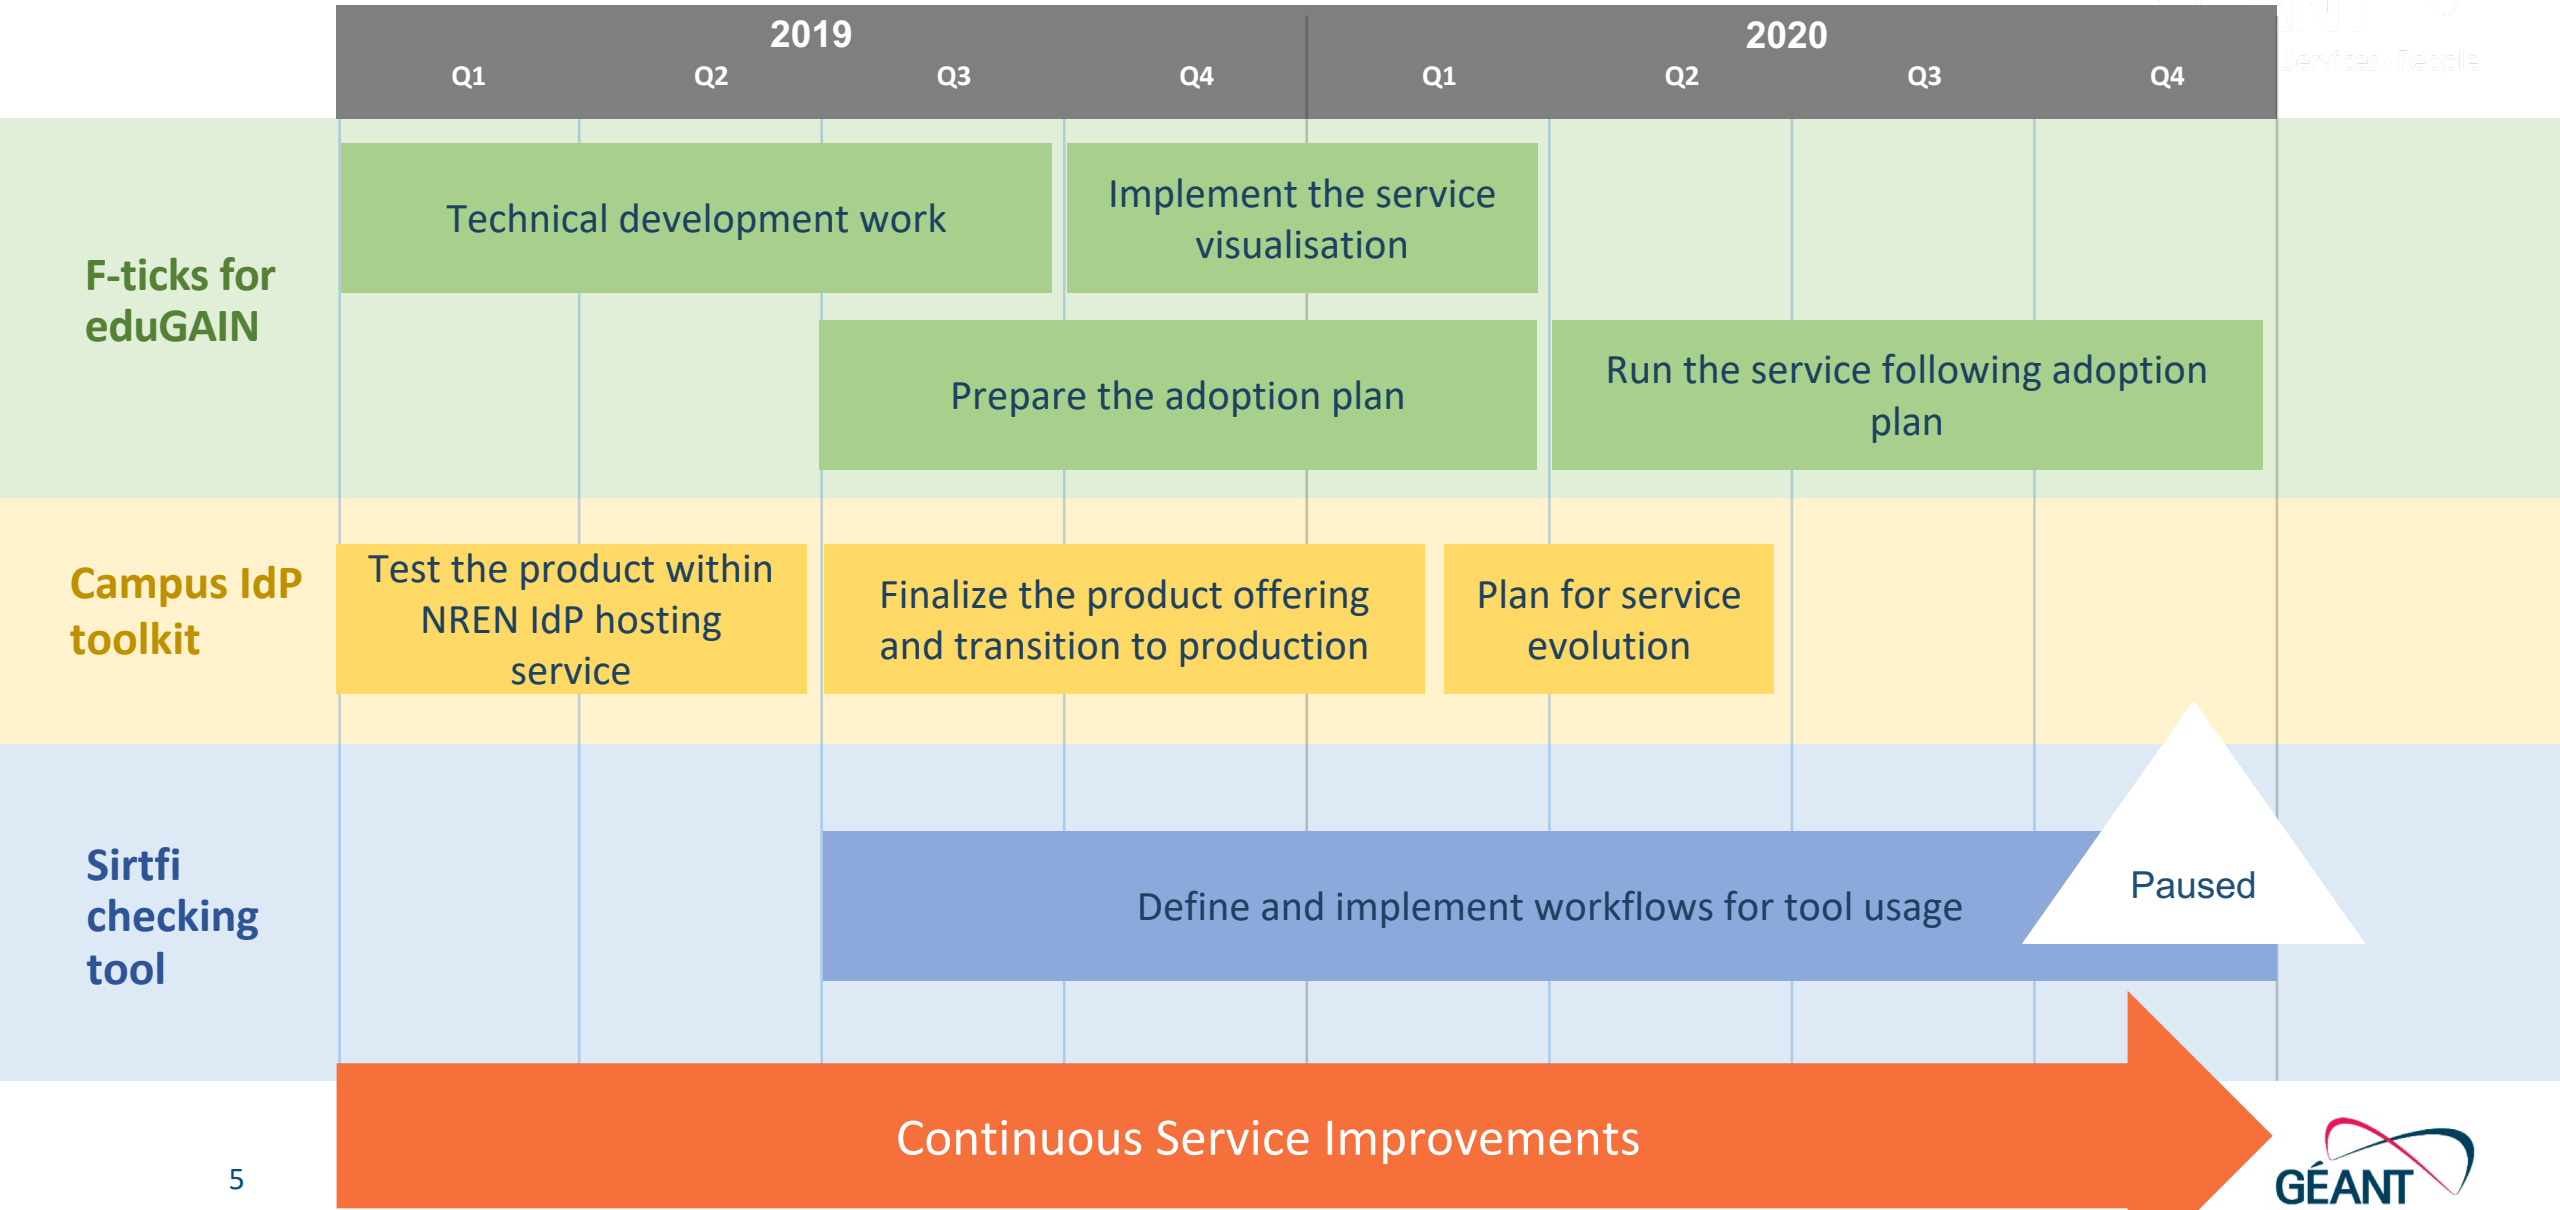 2019
2020
Q1 Q2 Q3 Q4 Q1 Q2 Q3 Q4
Services · People
F-ticks for
eduGAIN
Technical development work
Implement the service
visualisation
Prepare the adoption plan
Run the service following adoption
plan
Campus IdP
toolkit
Test the product within
NREN IdP hosting
service
Finalize the product offering
and transition to production
Plan for service
evolution
Sirtfi
checking
tool
Define and implement workflows for tool usage
Paused
Continuous Service Improvements
5
GÉANT